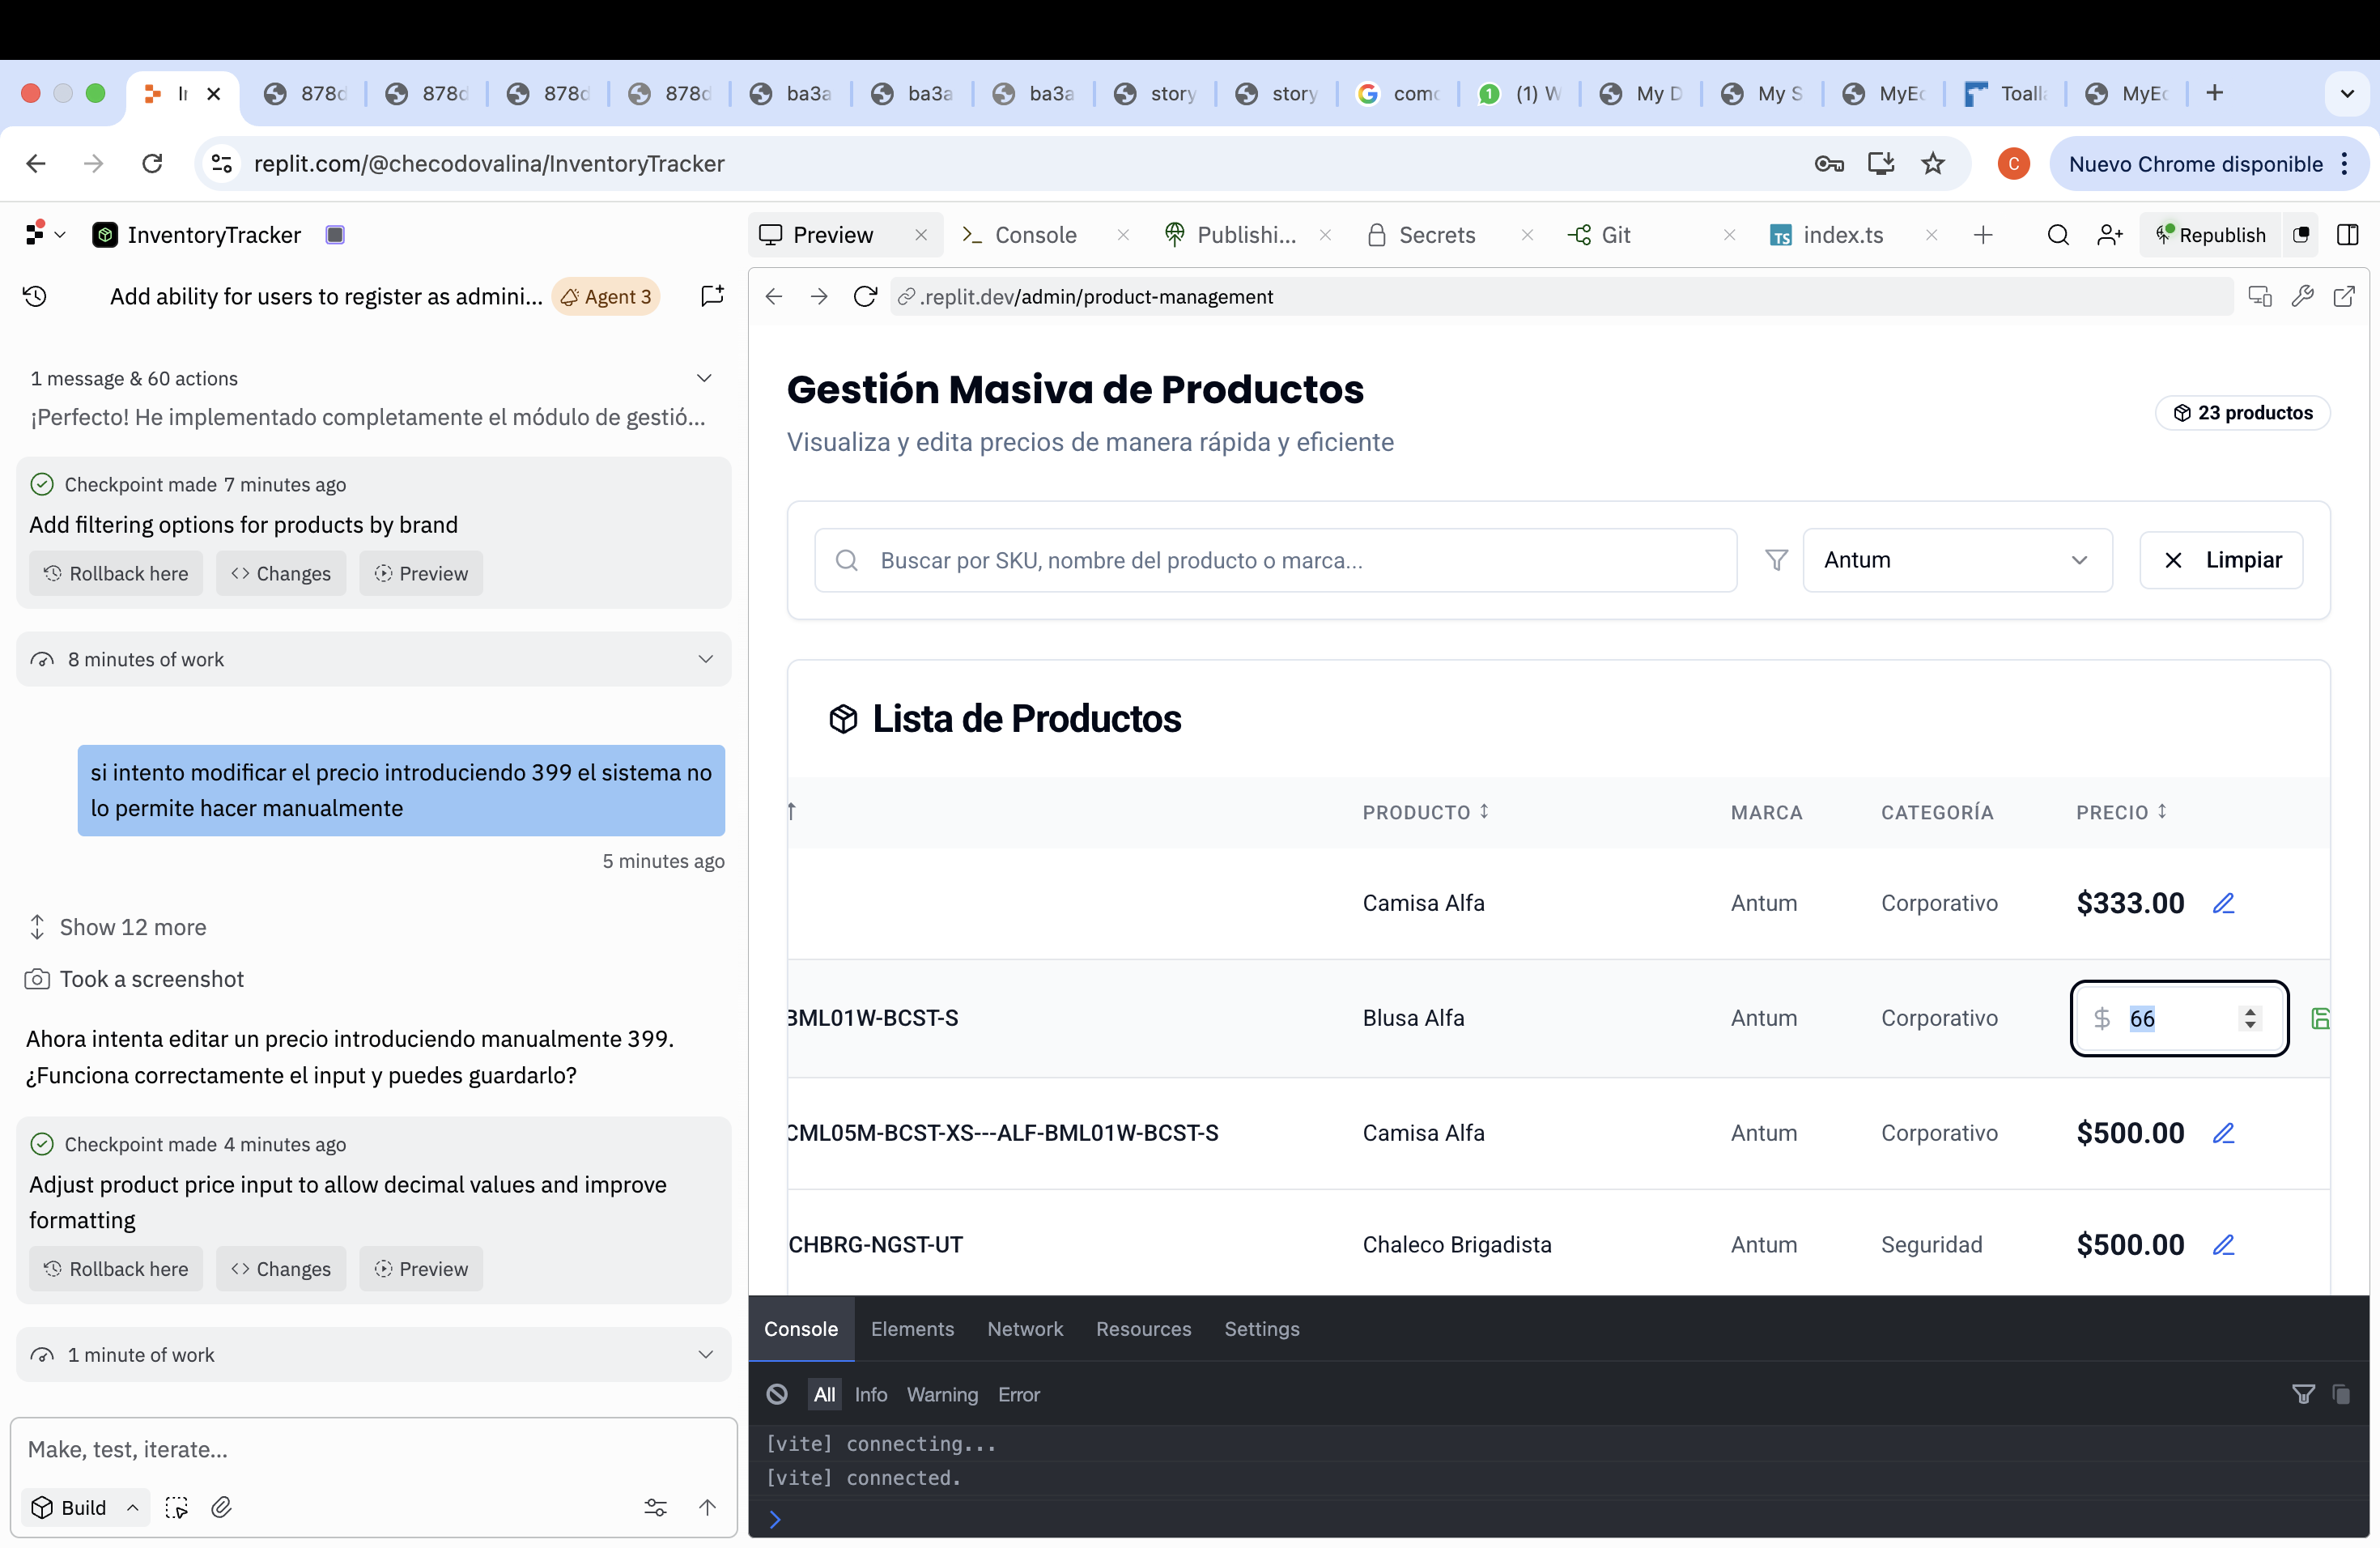 878d
878d
878d
878d
ba3a
ba3a
ba3a
story
story
como
1
(1) W
My D
My S
MyEc
Toalla
MyEc
replit.com/@checodovalina/InventoryTracker
C
Nuevo Chrome disponible
InventoryTracker
Add ability for users to register as admini...
Agent 3
1 message & 60 actions
¡Perfecto! He implementado completamente el módulo de gestió...
Checkpoint made 7 minutes ago
Add filtering options for products by brand
Rollback here
Changes
Preview
8 minutes of work
si intento modificar el precio introduciendo 399 el sistema no
lo permite hacer manualmente
5 minutes ago
Show 12 more
Took a screenshot
Ahora intenta editar un precio introduciendo manualmente 399.
¿Funciona correctamente el input y puedes guardarlo?
Checkpoint made 4 minutes ago
Adjust product price input to allow decimal values and improve
formatting
Rollback here
Changes
Preview
1 minute of work
Make, test, iterate...
Build
Preview
Console
Publishi...
Secrets
Git
TS index.ts
Republish
.replit.dev/admin/product-management
Gestión Masiva de Productos
23 productos
Visualiza y edita precios de manera rápida y eficiente
Buscar por SKU, nombre del producto o marca...
Antum
Limpiar
Lista de Productos
PRODUCTO
MARCA
CATEGORÍA
PRECIO
Camisa Alfa
Antum
Corporativo
$333.00
BML01W-BCST-S
Blusa Alfa
Antum
Corporativo
$ 66
CML05M-BCST-XS---ALF-BML01W-BCST-S
Camisa Alfa
Antum
Corporativo
$500.00
CHBRG-NGST-UT
Chaleco Brigadista
Antum
Seguridad
$500.00
Console
Elements
Network
Resources
Settings
All
Info
Warning
Error
[vite] connecting...
[vite] connected.